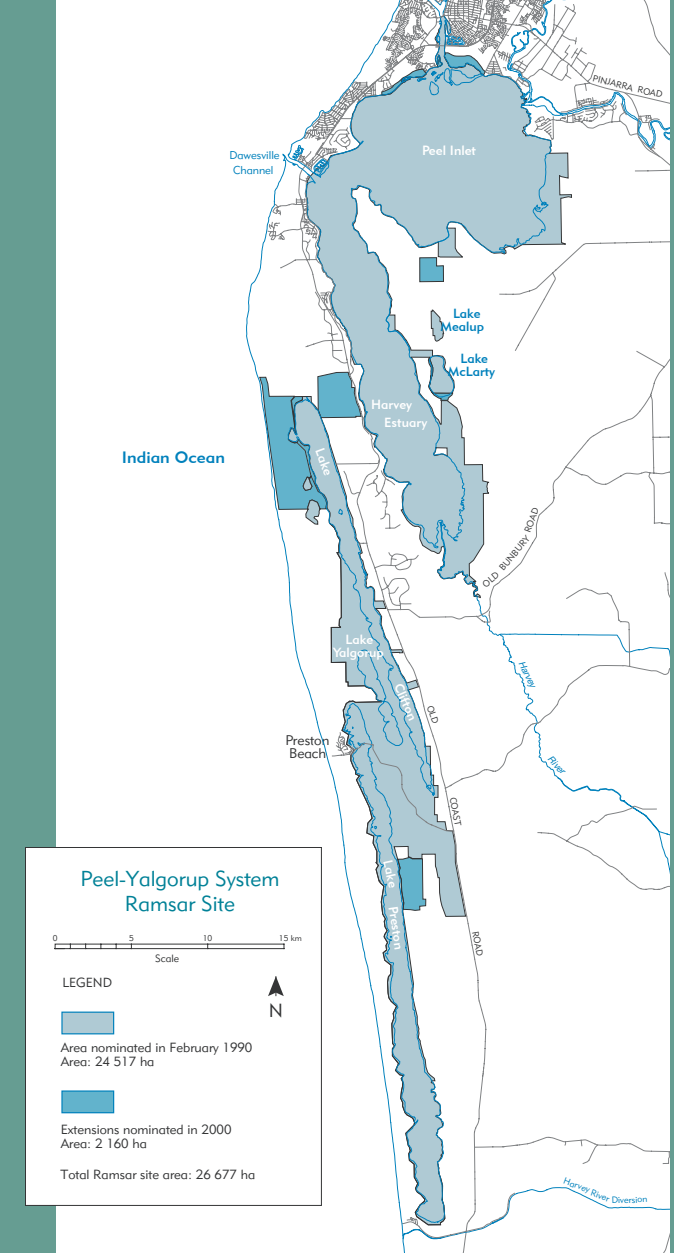 PINJARRA ROAD
Peel Inlet
Dawesville
Channel
Lake
Mealup
Lake
McLarty
Harvey
Estuary
Indian Ocean
Lake
OLD BUNBURY ROAD
Lake
Yalgorup
Harvey
Clifton
OLD
Preston
Beach
River
COAST
Lake
Preston
ROAD
Peel-Yalgorup System
Ramsar Site
0 5 10 15 km
Scale
LEGEND
N
Area nominated in February 1990
Area: 24 517 ha
Extensions nominated in 2000
Area: 2 160 ha
Total Ramsar site area: 26 677 ha
Harvey River Diversion